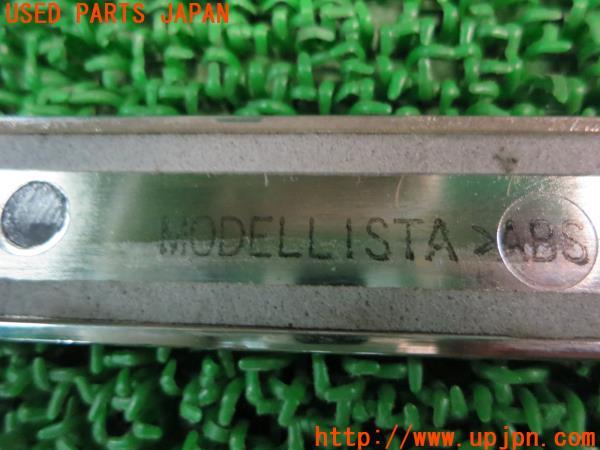 USED PARTS JAPAN
MODELLISTA >ABS
http://www.upjpn.com